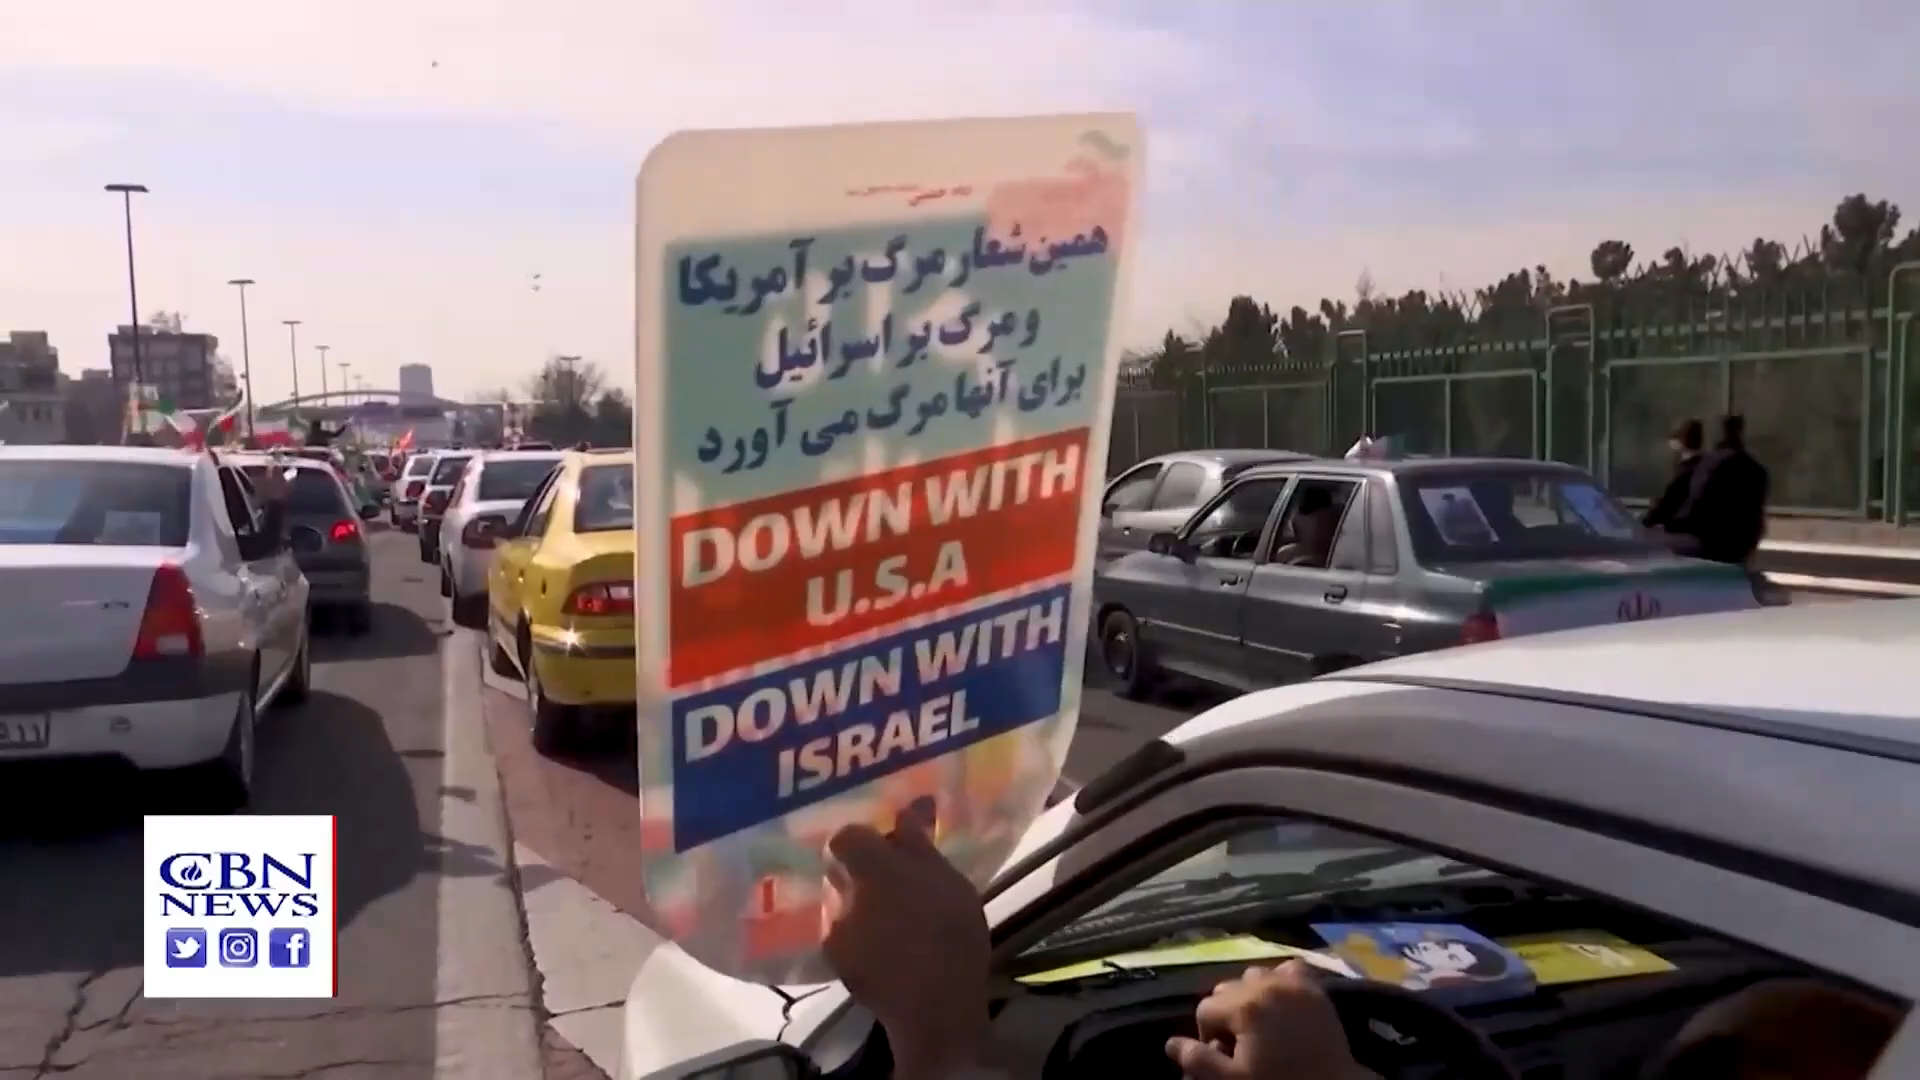 همین شعار مرگ بر آمریکا
و مرگ بر اسرائیل
برای آنها مرگ می آورد
DOWN WITH
U.S.A
DOWN WITH
ISRAEL
CBN
NEWS